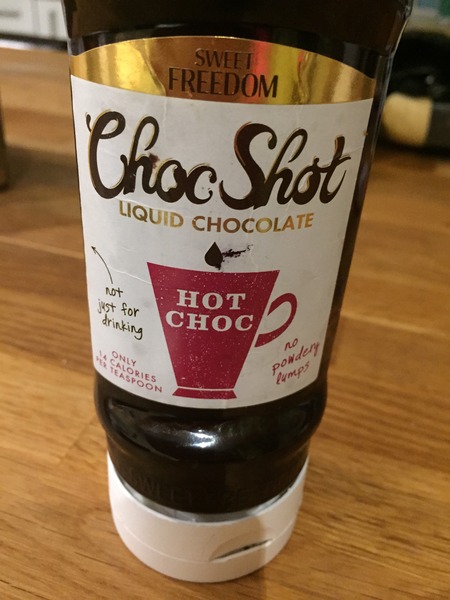 SWEET
FREEDOM
Choc Shot
LIQUID CHOCOLATE
not
just for
drinking
HOT
CHOC
no
powdery
lumps
ONLY
14 CALORIES
PER TEASPOON